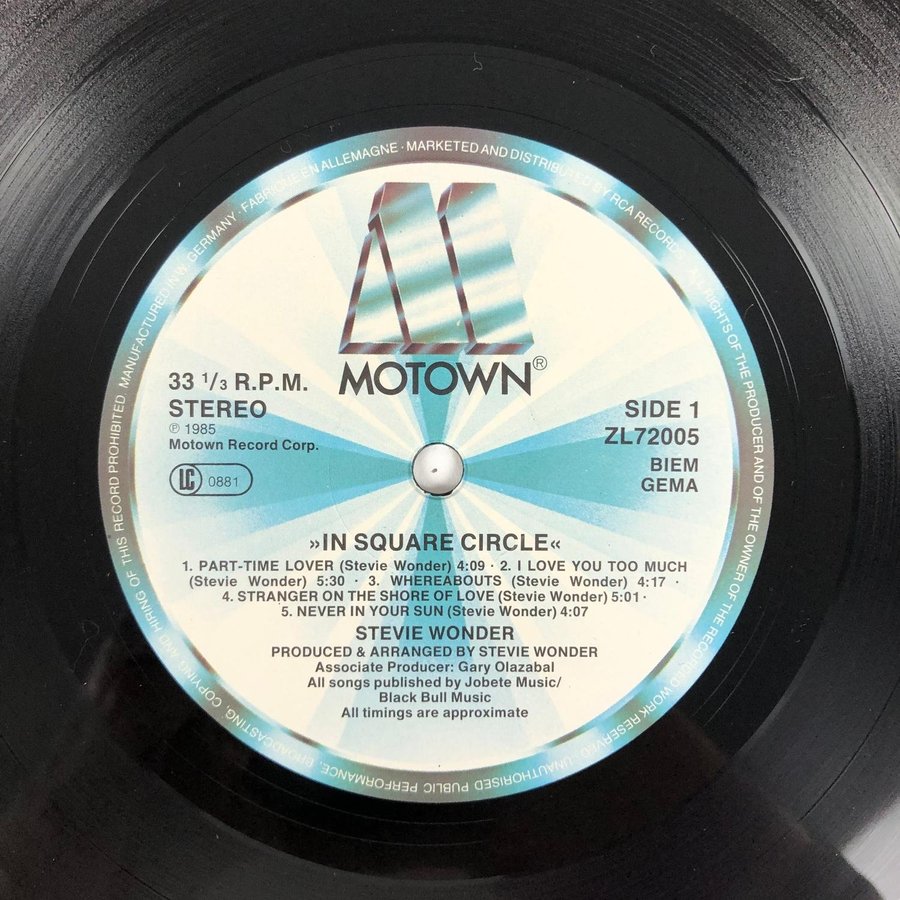 MANUFACTURED IN W. GERMANY · FABRIQUÉ EN ALLEMAGNE · MARKETED AND DISTRIBUTED BY RCA RECORDS · ALL RIGHTS OF THE PRODUCER AND OF THE OWNER OF THE RECORDED WORK RESERVED. UNAUTHORISED PUBLIC PERFORMANCE, BROADCASTING, COPYING AND HIRING OF THIS RECORD PROHIBITED.
MOTOWN®
33 1/3 R.P.M.
STEREO
℗ 1985
Motown Record Corp.
LC 0881
SIDE 1
ZL72005
BIEM
GEMA
»IN SQUARE CIRCLE«
1. PART-TIME LOVER (Stevie Wonder) 4:09 · 2. I LOVE YOU TOO MUCH
(Stevie Wonder) 5:30 · 3. WHEREABOUTS (Stevie Wonder) 4:17 ·
4. STRANGER ON THE SHORE OF LOVE (Stevie Wonder) 5:01 ·
5. NEVER IN YOUR SUN (Stevie Wonder) 4:07
STEVIE WONDER
PRODUCED & ARRANGED BY STEVIE WONDER
Associate Producer: Gary Olazabal
All songs published by Jobete Music/
Black Bull Music
All timings are approximate